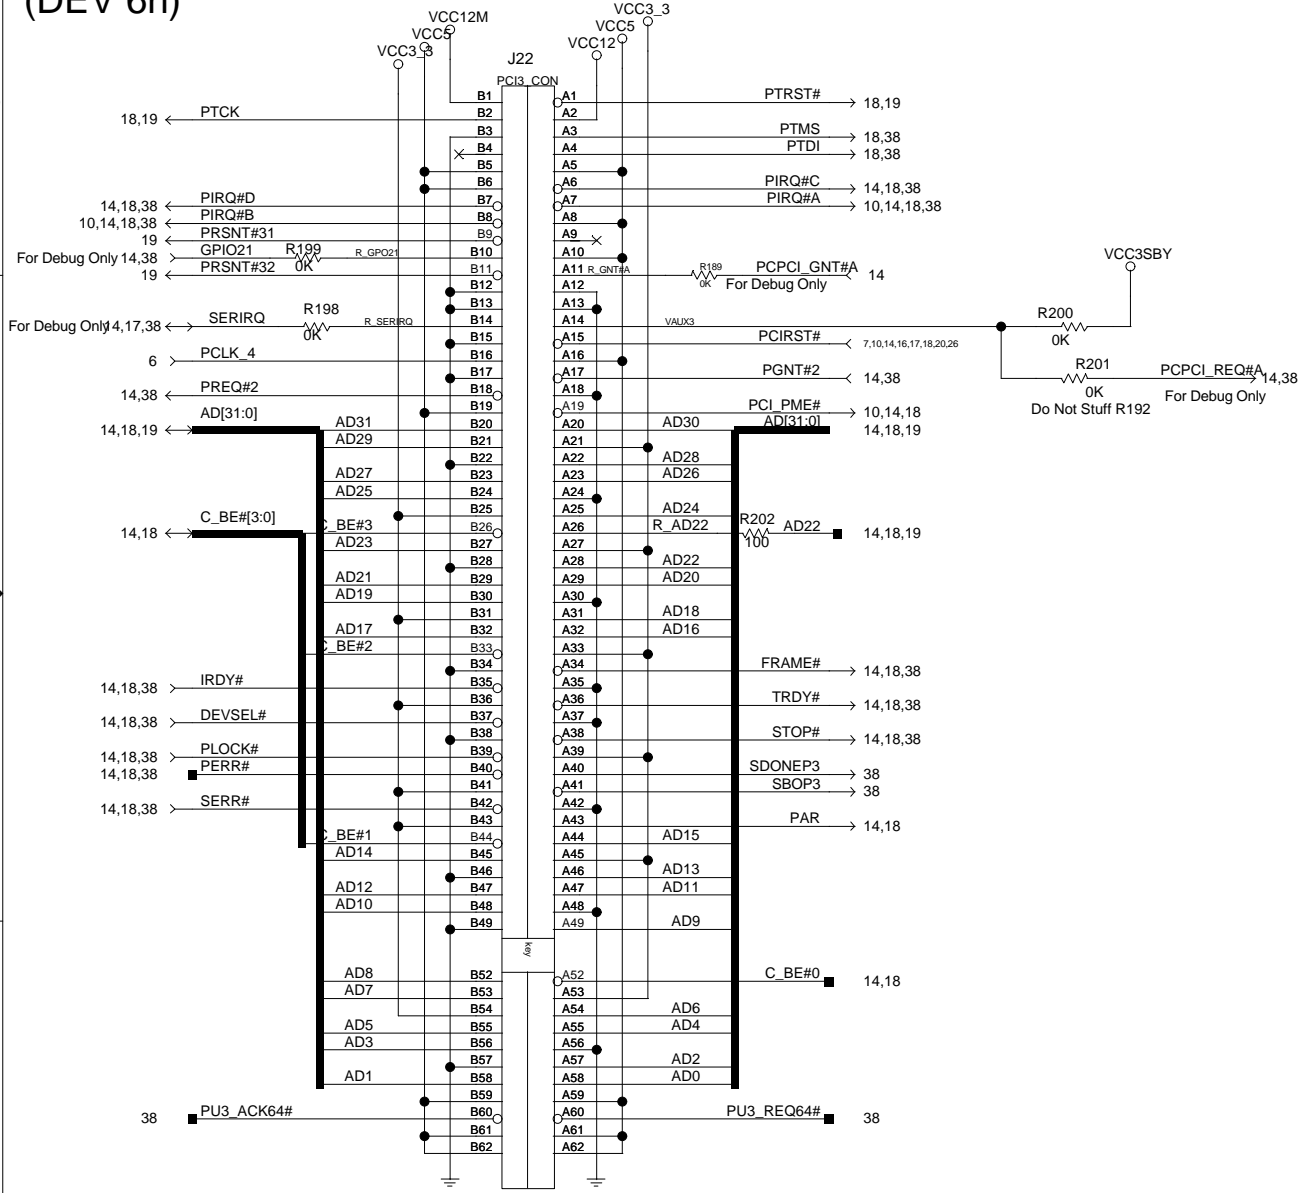 (DEV 6h)
VCC12M VCC3_3
VCC5 VCC5
VCC3_3 VCC12
J22
PCI3_CON
B1 A1 PTRST# 18,19
18,19 PTCK B2 A2
B3 A3 PTMS 18,38
B4 A4 PTDI 18,38
B5 A5
B6 A6 PIRQ#C 14,18,38
14,18,38 PIRQ#D B7 A7 PIRQ#A 10,14,18,38
10,14,18,38 PIRQ#B B8 A8
19 PRSNT#31 B9 A9
For Debug Only 14,38 GPIO21 R199 0K R_GPO21 B10 A10
19 PRSNT#32 B11 A11 R_GNT#A R189 0K PCPCI_GNT#A 14
For Debug Only
VCC3SBY
B12 A12
B13 A13
For Debug Only 14,17,38 SERIRQ R198 0K R_SERIRQ B14 A14 VAUX3 R200 0K
B15 A15 PCIRST# 7,10,14,16,17,18,20,26
6 PCLK_4 B16 A16
B17 A17 PGNT#2 14,38 R201 0K PCPCI_REQ#A 14,38
Do Not Stuff R192 For Debug Only
14,38 PREQ#2 B18 A18
B19 A19 PCI_PME# 10,14,18
14,18,19 AD[31:0] AD31 B20 A20 AD30 AD[31:0] 14,18,19
AD29 B21 A21
B22 A22 AD28
AD27 B23 A23 AD26
AD25 B24 A24
B25 A25 AD24
14,18 C_BE#[3:0] C_BE#3 B26 A26 R_AD22 R202 100 AD22 14,18,19
AD23 B27 A27
B28 A28 AD22
AD21 B29 A29 AD20
AD19 B30 A30
B31 A31 AD18
AD17 B32 A32 AD16
C_BE#2 B33 A33
B34 A34 FRAME# 14,18,38
14,18,38 IRDY# B35 A35
B36 A36 TRDY# 14,18,38
14,18,38 DEVSEL# B37 A37
B38 A38 STOP# 14,18,38
14,18,38 PLOCK# B39 A39
14,18,38 PERR# B40 A40 SDONEP3 38
B41 A41 SBOP3 38
14,18,38 SERR# B42 A42
B43 A43 PAR 14,18
C_BE#1 B44 A44 AD15
AD14 B45 A45
B46 A46 AD13
AD12 B47 A47 AD11
AD10 B48 A48
B49 A49 AD9
key
AD8 B52 A52 C_BE#0 14,18
AD7 B53 A53
B54 A54 AD6
AD5 B55 A55 AD4
AD3 B56 A56
B57 A57 AD2
AD1 B58 A58 AD0
B59 A59
38 PU3_ACK64# B60 A60 PU3_REQ64# 38
B61 A61
B62 A62